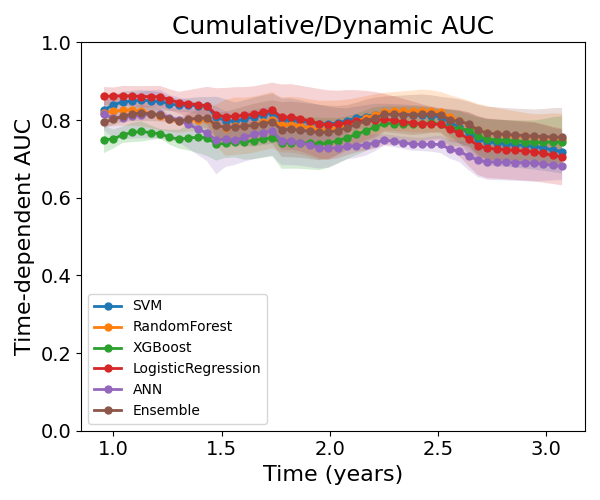 Cumulative/Dynamic AUC
Time-dependent AUC
1.0
0.8
0.6
0.4
0.2
0.0
SVM
RandomForest
XGBoost
LogisticRegression
ANN
Ensemble
1.0 1.5 2.0 2.5 3.0
Time (years)